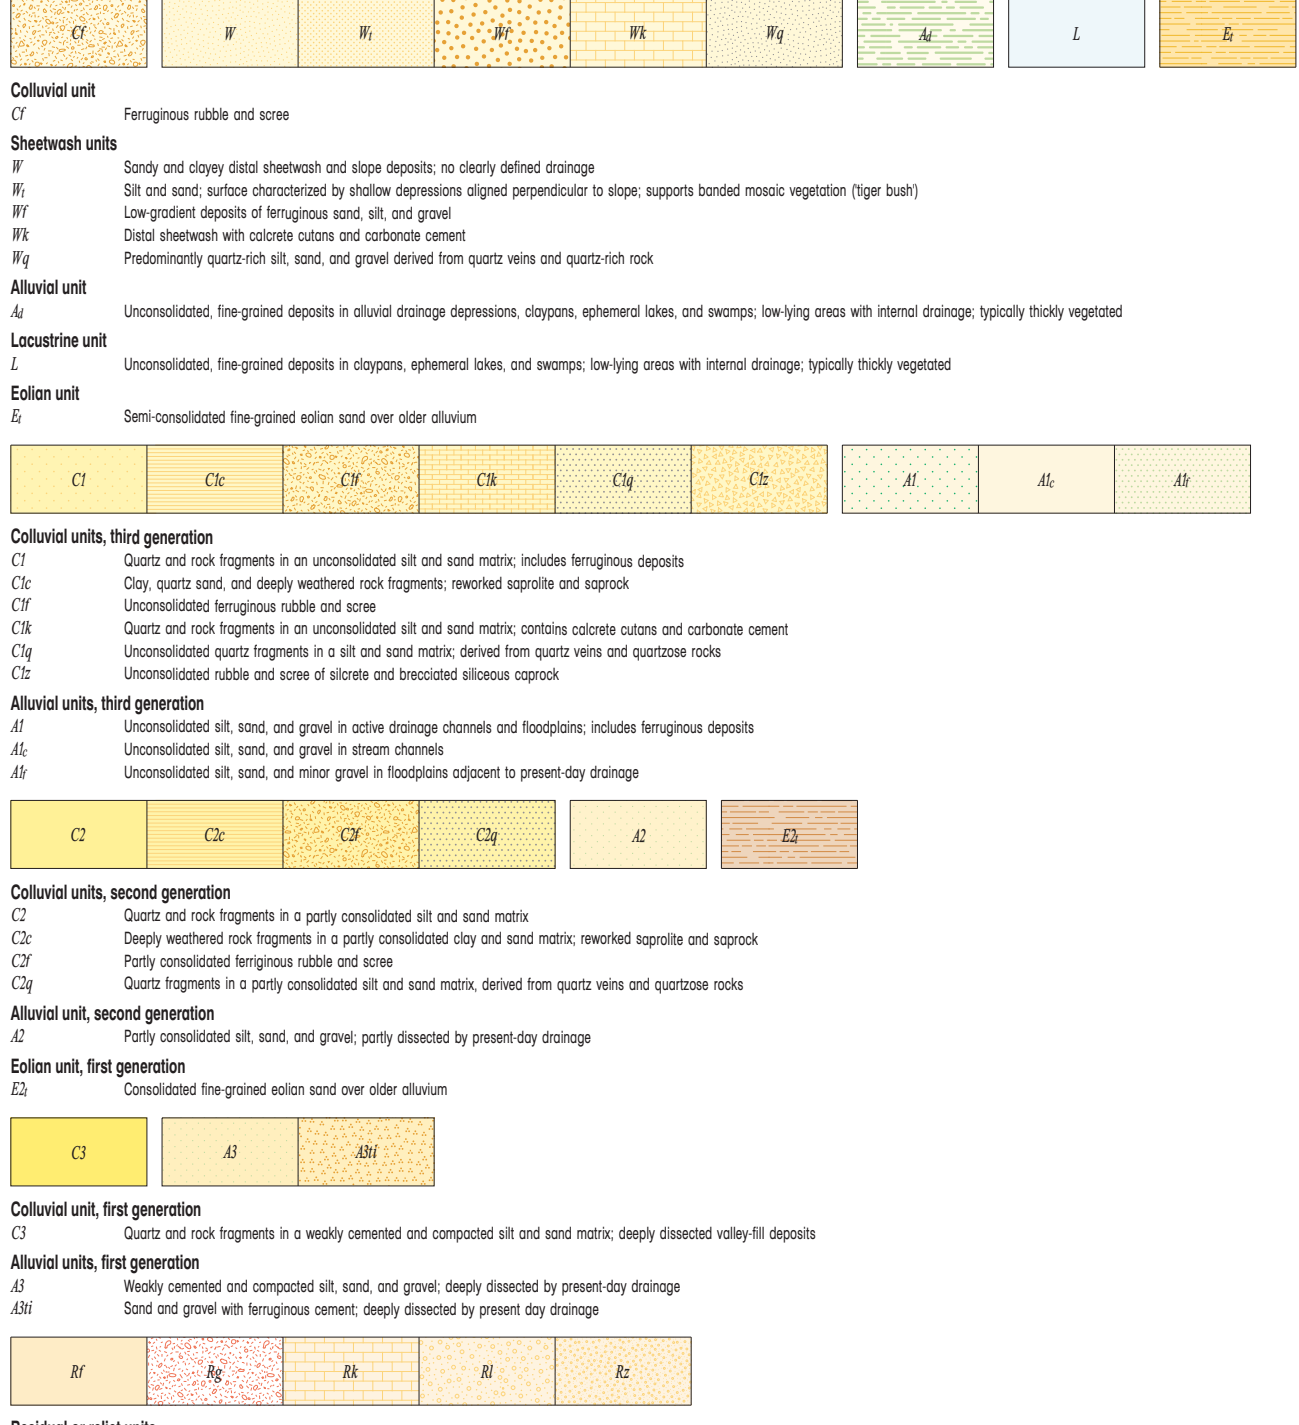 Cf W Wt Wf Wk Wq Ad L Et
Colluvial unit
Cf Ferruginous rubble and scree
Sheetwash units
W Sandy and clayey distal sheetwash and slope deposits; no clearly defined drainage
Wt Silt and sand; surface characterized by shallow depressions aligned perpendicular to slope; supports banded mosaic vegetation ('tiger bush')
Wf Low-gradient deposits of ferruginous sand, silt, and gravel
Wk Distal sheetwash with calcrete cutans and carbonate cement
Wq Predominantly quartz-rich silt, sand, and gravel derived from quartz veins and quartz-rich rock
Alluvial unit
Ad Unconsolidated, fine-grained deposits in alluvial drainage depressions, claypans, ephemeral lakes, and swamps; low-lying areas with internal drainage; typically thickly vegetated
Lacustrine unit
L Unconsolidated, fine-grained deposits in claypans, ephemeral lakes, and swamps; low-lying areas with internal drainage; typically thickly vegetated
Eolian unit
Et Semi-consolidated fine-grained eolian sand over older alluvium
C1 C1c C1f C1k C1q C1z A1 A1c A1f
Colluvial units, third generation
C1 Quartz and rock fragments in an unconsolidated silt and sand matrix; includes ferruginous deposits
C1c Clay, quartz sand, and deeply weathered rock fragments; reworked saprolite and saprock
C1f Unconsolidated ferruginous rubble and scree
C1k Quartz and rock fragments in an unconsolidated silt and sand matrix; contains calcrete cutans and carbonate cement
C1q Unconsolidated quartz fragments in a silt and sand matrix; derived from quartz veins and quartzose rocks
C1z Unconsolidated rubble and scree of silcrete and brecciated siliceous caprock
Alluvial units, third generation
A1 Unconsolidated silt, sand, and gravel in active drainage channels and floodplains; includes ferruginous deposits
A1c Unconsolidated silt, sand, and gravel in stream channels
A1f Unconsolidated silt, sand, and minor gravel in floodplains adjacent to present-day drainage
C2 C2c C2f C2q A2 E2t
Colluvial units, second generation
C2 Quartz and rock fragments in a partly consolidated silt and sand matrix
C2c Deeply weathered rock fragments in a partly consolidated clay and sand matrix; reworked saprolite and saprock
C2f Partly consolidated ferriginous rubble and scree
C2q Quartz fragments in a partly consolidated silt and sand matrix, derived from quartz veins and quartzose rocks
Alluvial unit, second generation
A2 Partly consolidated silt, sand, and gravel; partly dissected by present-day drainage
Eolian unit, first generation
E2t Consolidated fine-grained eolian sand over older alluvium
C3 A3 A3ti
Colluvial unit, first generation
C3 Quartz and rock fragments in a weakly cemented and compacted silt and sand matrix; deeply dissected valley-fill deposits
Alluvial units, first generation
A3 Weakly cemented and compacted silt, sand, and gravel; deeply dissected by present-day drainage
A3ti Sand and gravel with ferruginous cement; deeply dissected by present day drainage
Rf Rg Rk Rl Rz
Residual or relict units